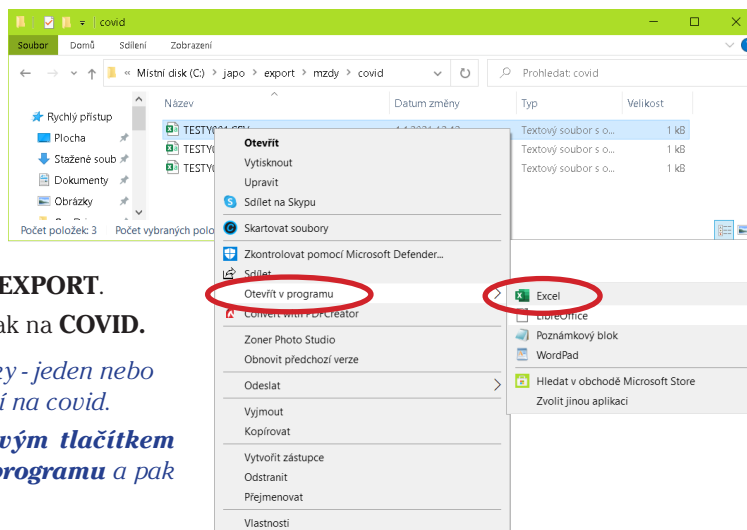 covid
Soubor Domů Sdílení Zobrazení
« Místní disk (C:) > japo > export > mzdy > covid
Prohledat: covid
Název Datum změny Typ Velikost
Rychlý přístup
Plocha
Stažené soub
Dokumenty
Obrázky
Textový soubor s o... 1 kB
Textový soubor s o... 1 kB
Textový soubor s o... 1 kB
Počet položek: 3 Počet vybraných polo
Otevřít
Vytisknout
Upravit
Sdílet na Skypu
Skartovat soubory
Zkontrolovat pomocí Microsoft Defender...
Sdílet
Otevřít v programu
Convert with PDFCreator
Zoner Photo Studio
Obnovit předchozí verze
Odeslat
Vyjmout
Kopírovat
Vytvořit zástupce
Odstranit
Přejmenovat
Vlastnosti
Excel
LibreOffice
Poznámkový blok
WordPad
Hledat v obchodě Microsoft Store
Zvolit jinou aplikaci
EXPORT.
ak na COVID.
y - jeden nebo
í na covid.
vým tlačítkem
programu a pak